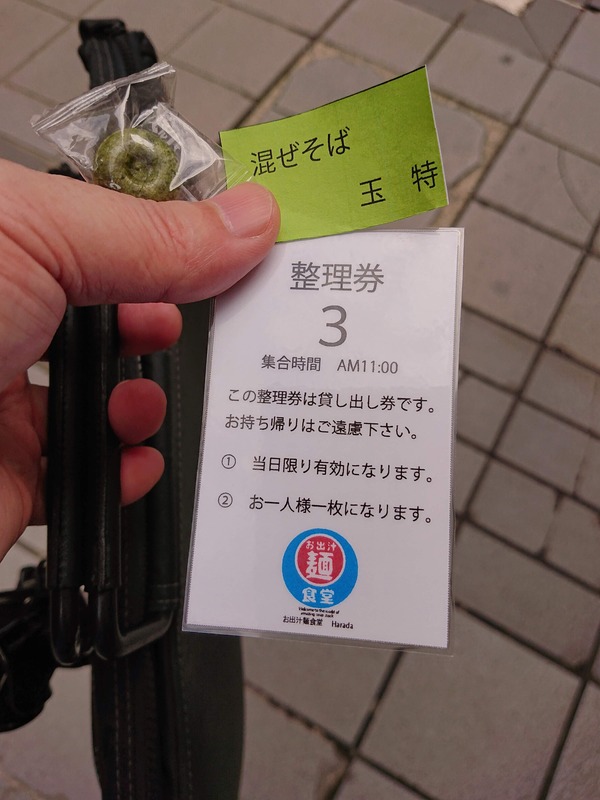 混ぜそば
玉 特
整理券
3
集合時間 AM11:00
この整理券は貸し出し券です。
お持ち帰りはご遠慮下さい。
① 当日限り有効になります。
② お一人様一枚になります。
お出汁
麺
食堂
お出汁麺食堂 Harada